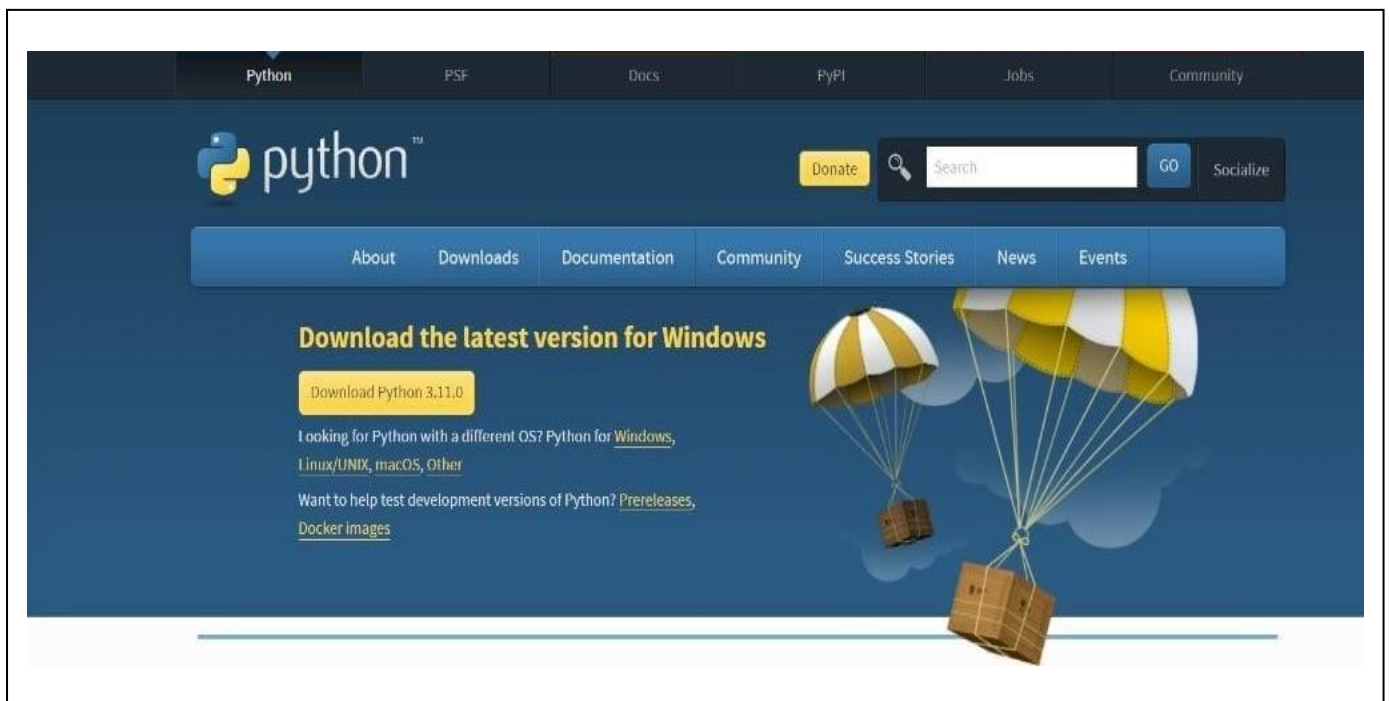 Python PSF Docs PyPI Jobs Community
python™
Donate Search GO Socialize
About Downloads Documentation Community Success Stories News Events
Download the latest version for Windows
Download Python 3.11.0
Looking for Python with a different OS? Python for Windows,
Linux/UNIX, macOS, Other
Want to help test development versions of Python? Prereleases,
Docker images